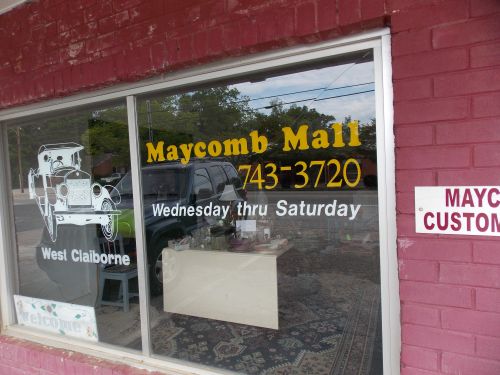 Maycomb Mall
743-3720
Wednesday thru Saturday
West Claiborne
Welcome
MAYC
CUSTOM